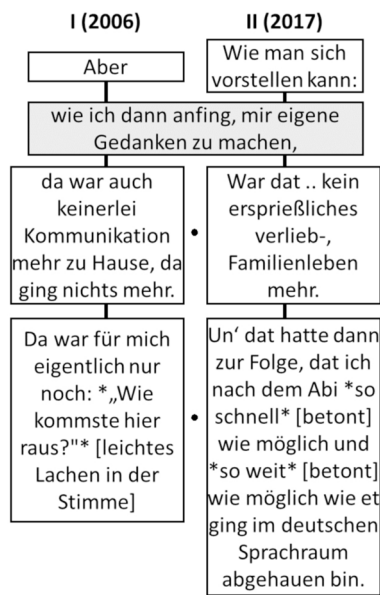 I (2006)
II (2017)
Aber
Wie man sich
vorstellen kann:
wie ich dann anfing, mir eigene
Gedanken zu machen,
da war auch
keinerlei
Kommunikation
mehr zu Hause, da
ging nichts mehr.
•
War dat .. kein
ersprießliches
verlieb-,
Familienleben
mehr.
Da war für mich
eigentlich nur
noch: *„Wie
kommste hier
raus?"* [leichtes
Lachen in der
Stimme]
•
Un‘ dat hatte dann
zur Folge, dat ich
nach dem Abi *so
schnell* [betont]
wie möglich und
*so weit* [betont]
wie möglich wie et
ging im deutschen
Sprachraum
abgehauen bin.